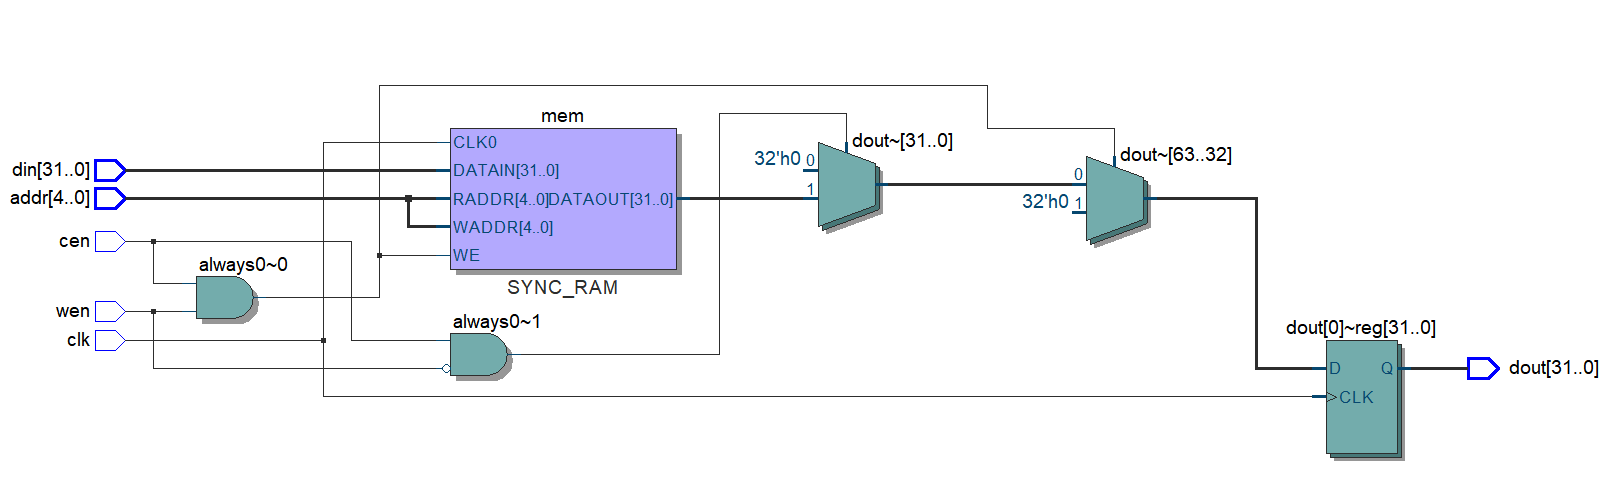 mem
dout~[31..0]
dout~[63..32]
CLK0
32'h0
0
din[31..0]
DATAIN[31..0]
0
1
addr[4..0]
RADDR[4..0]
DATAOUT[31..0]
32'h0
1
WADDR[4..0]
cen
WE
always0~0
SYNC_RAM
wen
always0~1
dout[0]~reg[31..0]
clk
D
Q
dout[31..0]
CLK